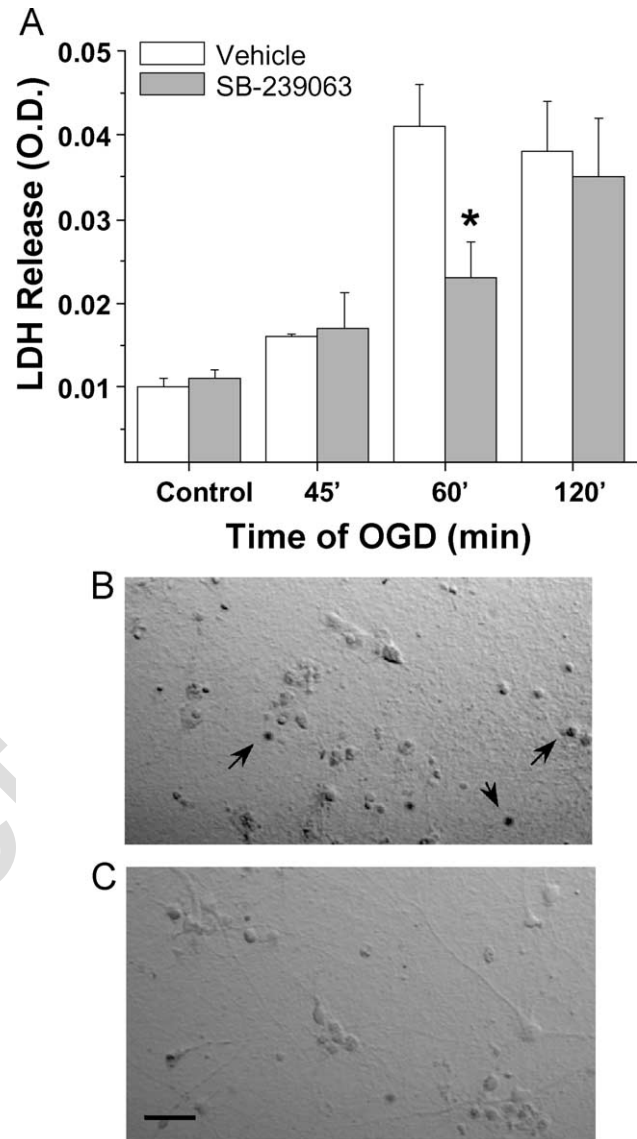 A
Vehicle
SB-239063
LDH Release (O.D.)
0.05
0.04
0.03
0.02
0.01
*
Control 45' 60' 120'
Time of OGD (min)
B
C